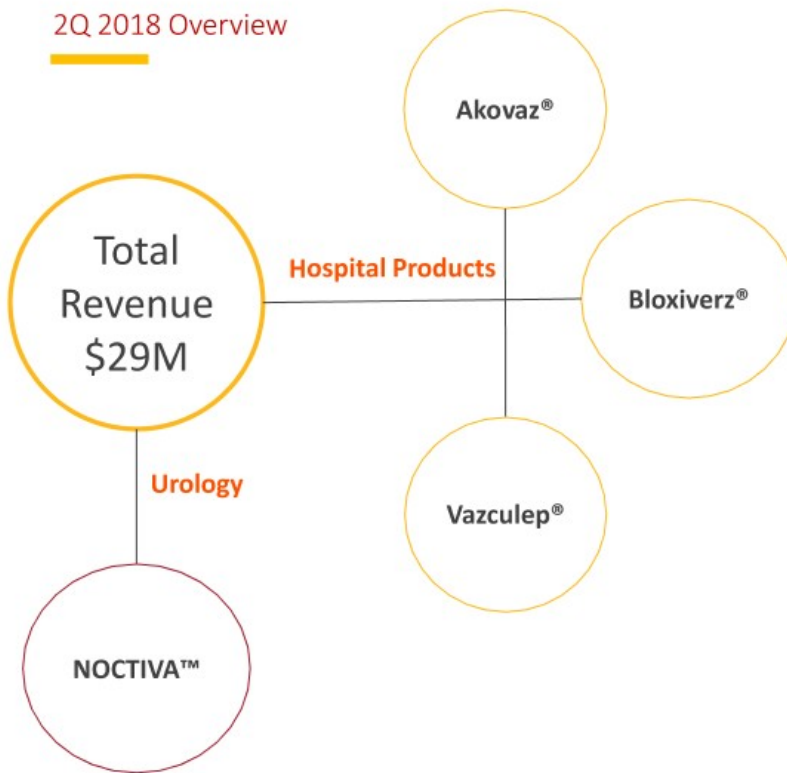 2Q 2018 Overview
Akovaz®
Total
Revenue
$29M
Hospital Products
Bloxiverz®
Urology
Vazculep®
NOCTIVA™